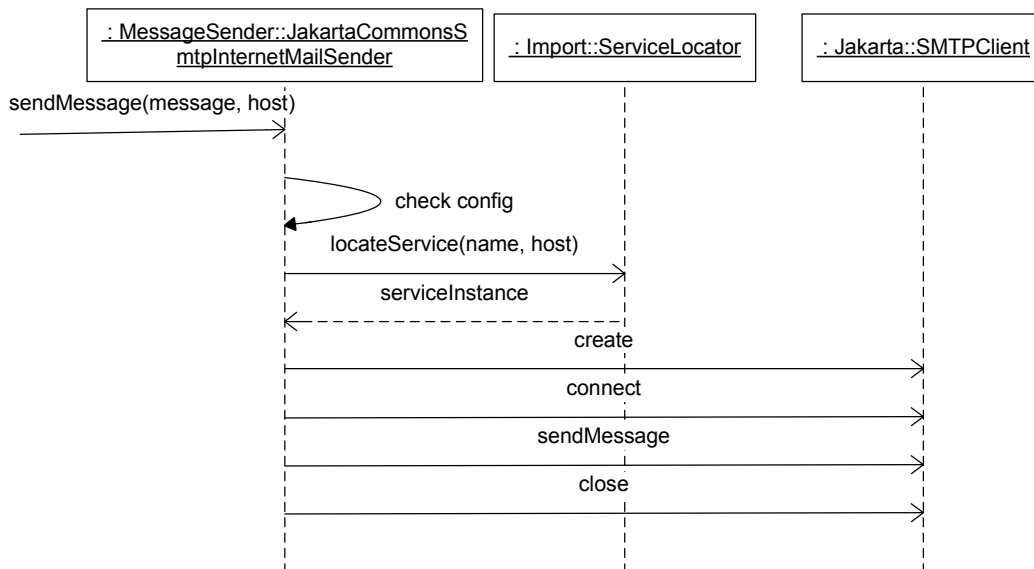 : MessageSender::JakartaCommonsS
mtpInternetMailSender
: Import::ServiceLocator
: Jakarta::SMTPClient
sendMessage(message, host)
check config
locateService(name, host)
serviceInstance
create
connect
sendMessage
close